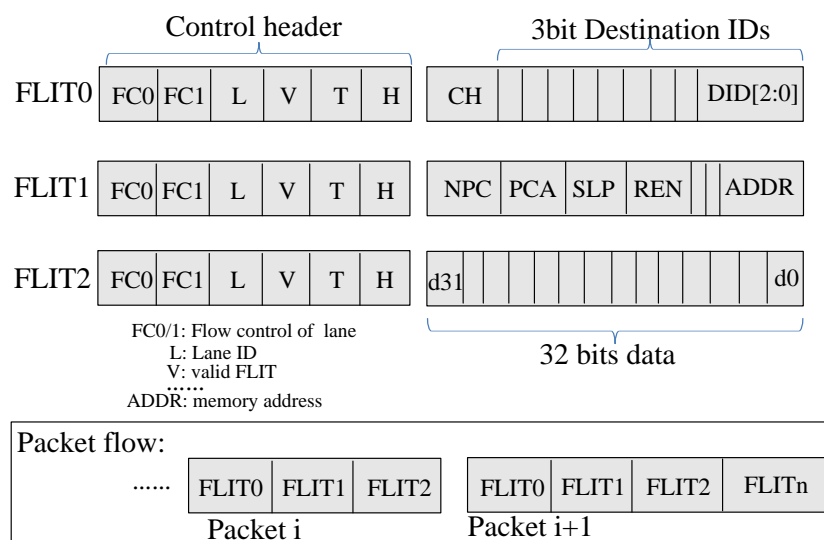 Control header
3bit Destination IDs
FLIT0 FC0 FC1 L V T H CH DID[2:0]
FLIT1 FC0 FC1 L V T H NPC PCA SLP REN ADDR
FLIT2 FC0 FC1 L V T H d31 d0
FC0/1: Flow control of lane
L: Lane ID
V: valid FLIT
......
ADDR: memory address
32 bits data
Packet flow:
...... FLIT0 FLIT1 FLIT2 FLIT0 FLIT1 FLIT2 FLITn
Packet i Packet i+1